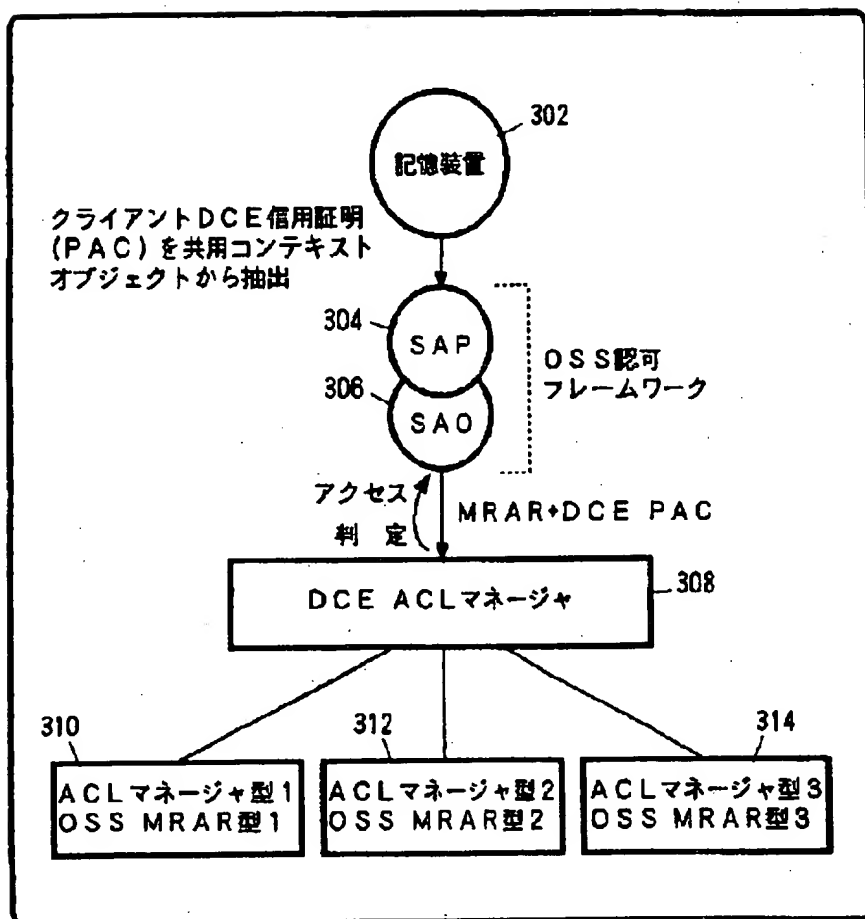 302
記憶装置
クライアントDCE信用証明
(PAC)を共用コンテキスト
オブジェクトから抽出
304
SAP
306
SAO
OSS認可
フレームワーク
アクセス
判 定
MRAR+DCE PAC
DCE ACLマネージャ
308
310
312
314
ACLマネージャ型1
OSS MRAR型1
ACLマネージャ型2
OSS MRAR型2
ACLマネージャ型3
OSS MRAR型3